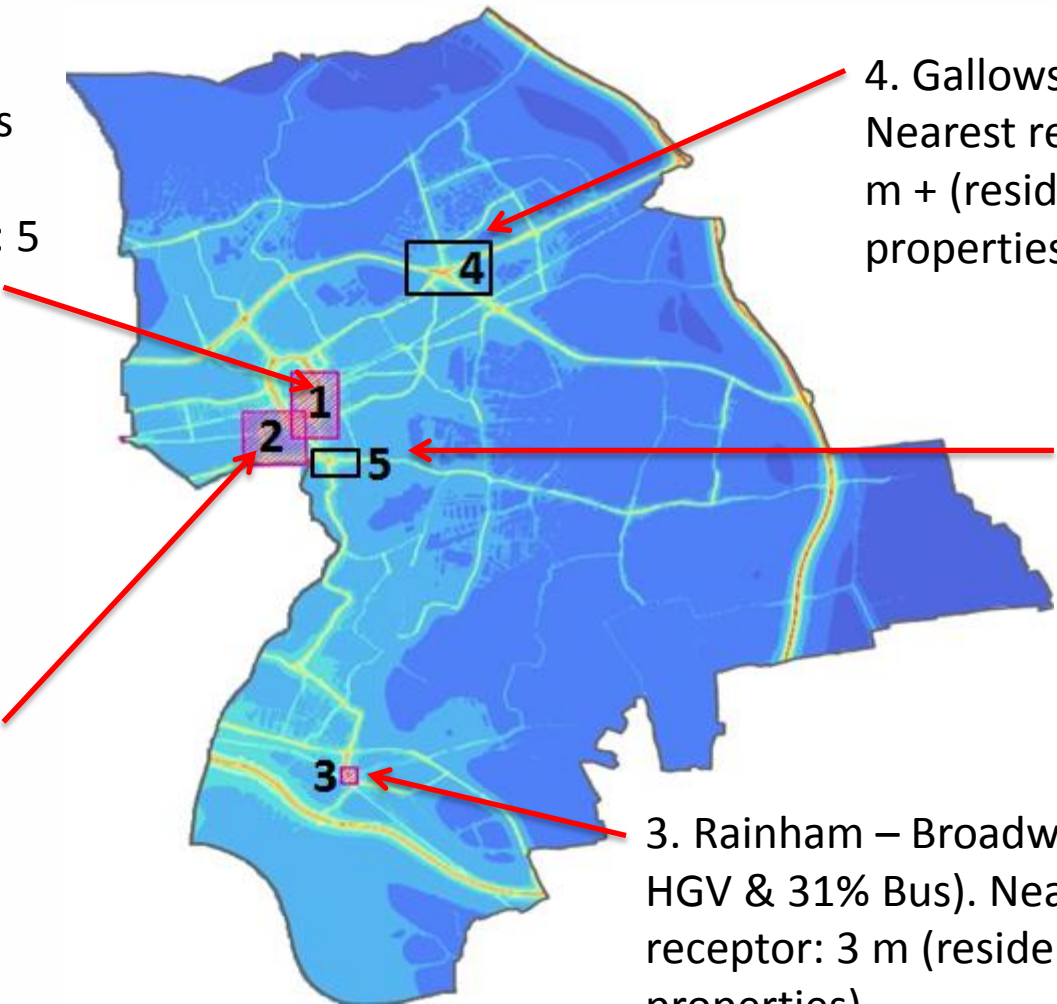 s
: 5
4. Gallows
Nearest re
m + (resid
properties
4
1
2
5
3
3. Rainham – Broadw
HGV & 31% Bus). Nea
receptor: 3 m (reside
properties)